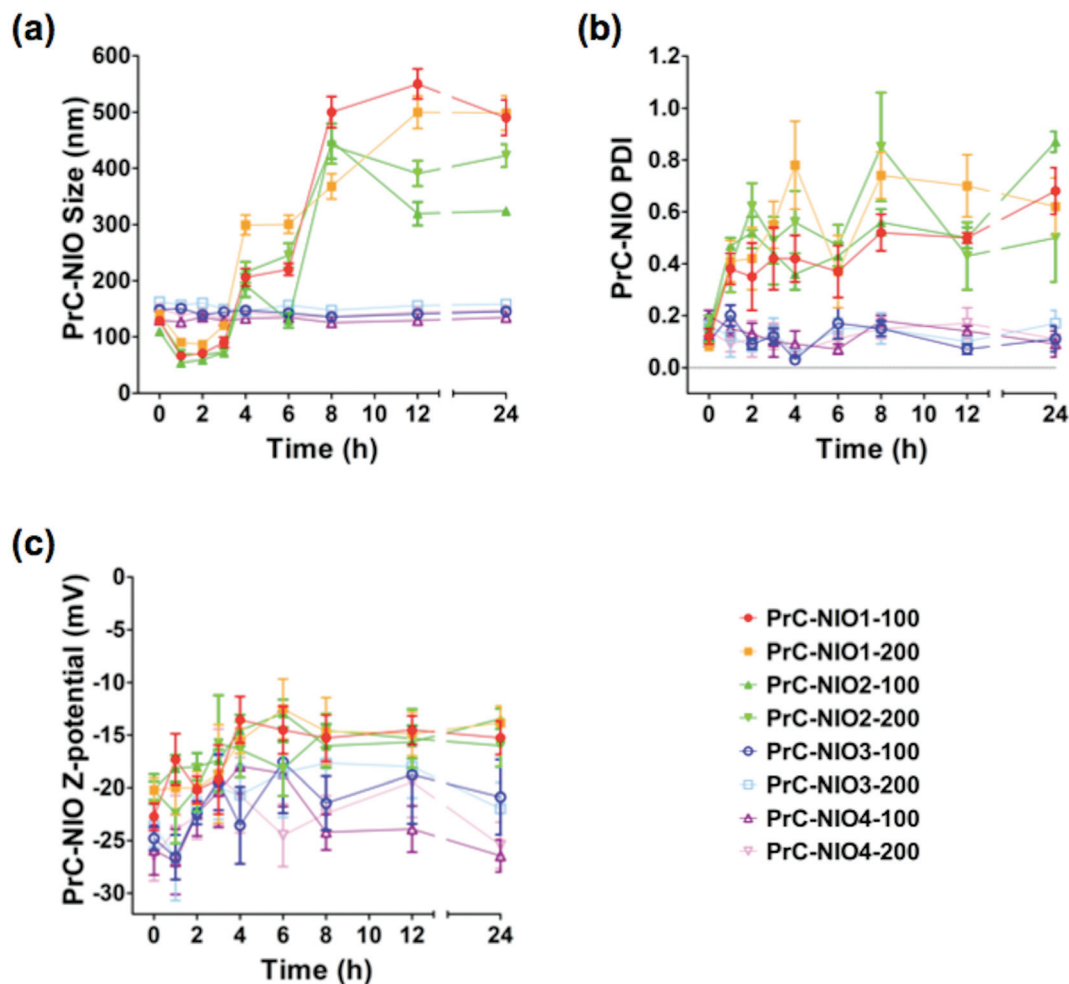 (a)
(b)
600
500
400
300
200
100
0
PrC-NIO Size (nm)
0 2 4 6 8 10 12 24
Time (h)
1.2
1.0
0.8
0.6
0.4
0.2
0.0
PrC-NIO PDI
0 2 4 6 8 10 12 24
Time (h)
(c)
0
-5
-10
-15
-20
-25
-30
PrC-NIO Z-potential (mV)
0 2 4 6 8 10 12 24
Time (h)
PrC-NIO1-100
PrC-NIO1-200
PrC-NIO2-100
PrC-NIO2-200
PrC-NIO3-100
PrC-NIO3-200
PrC-NIO4-100
PrC-NIO4-200